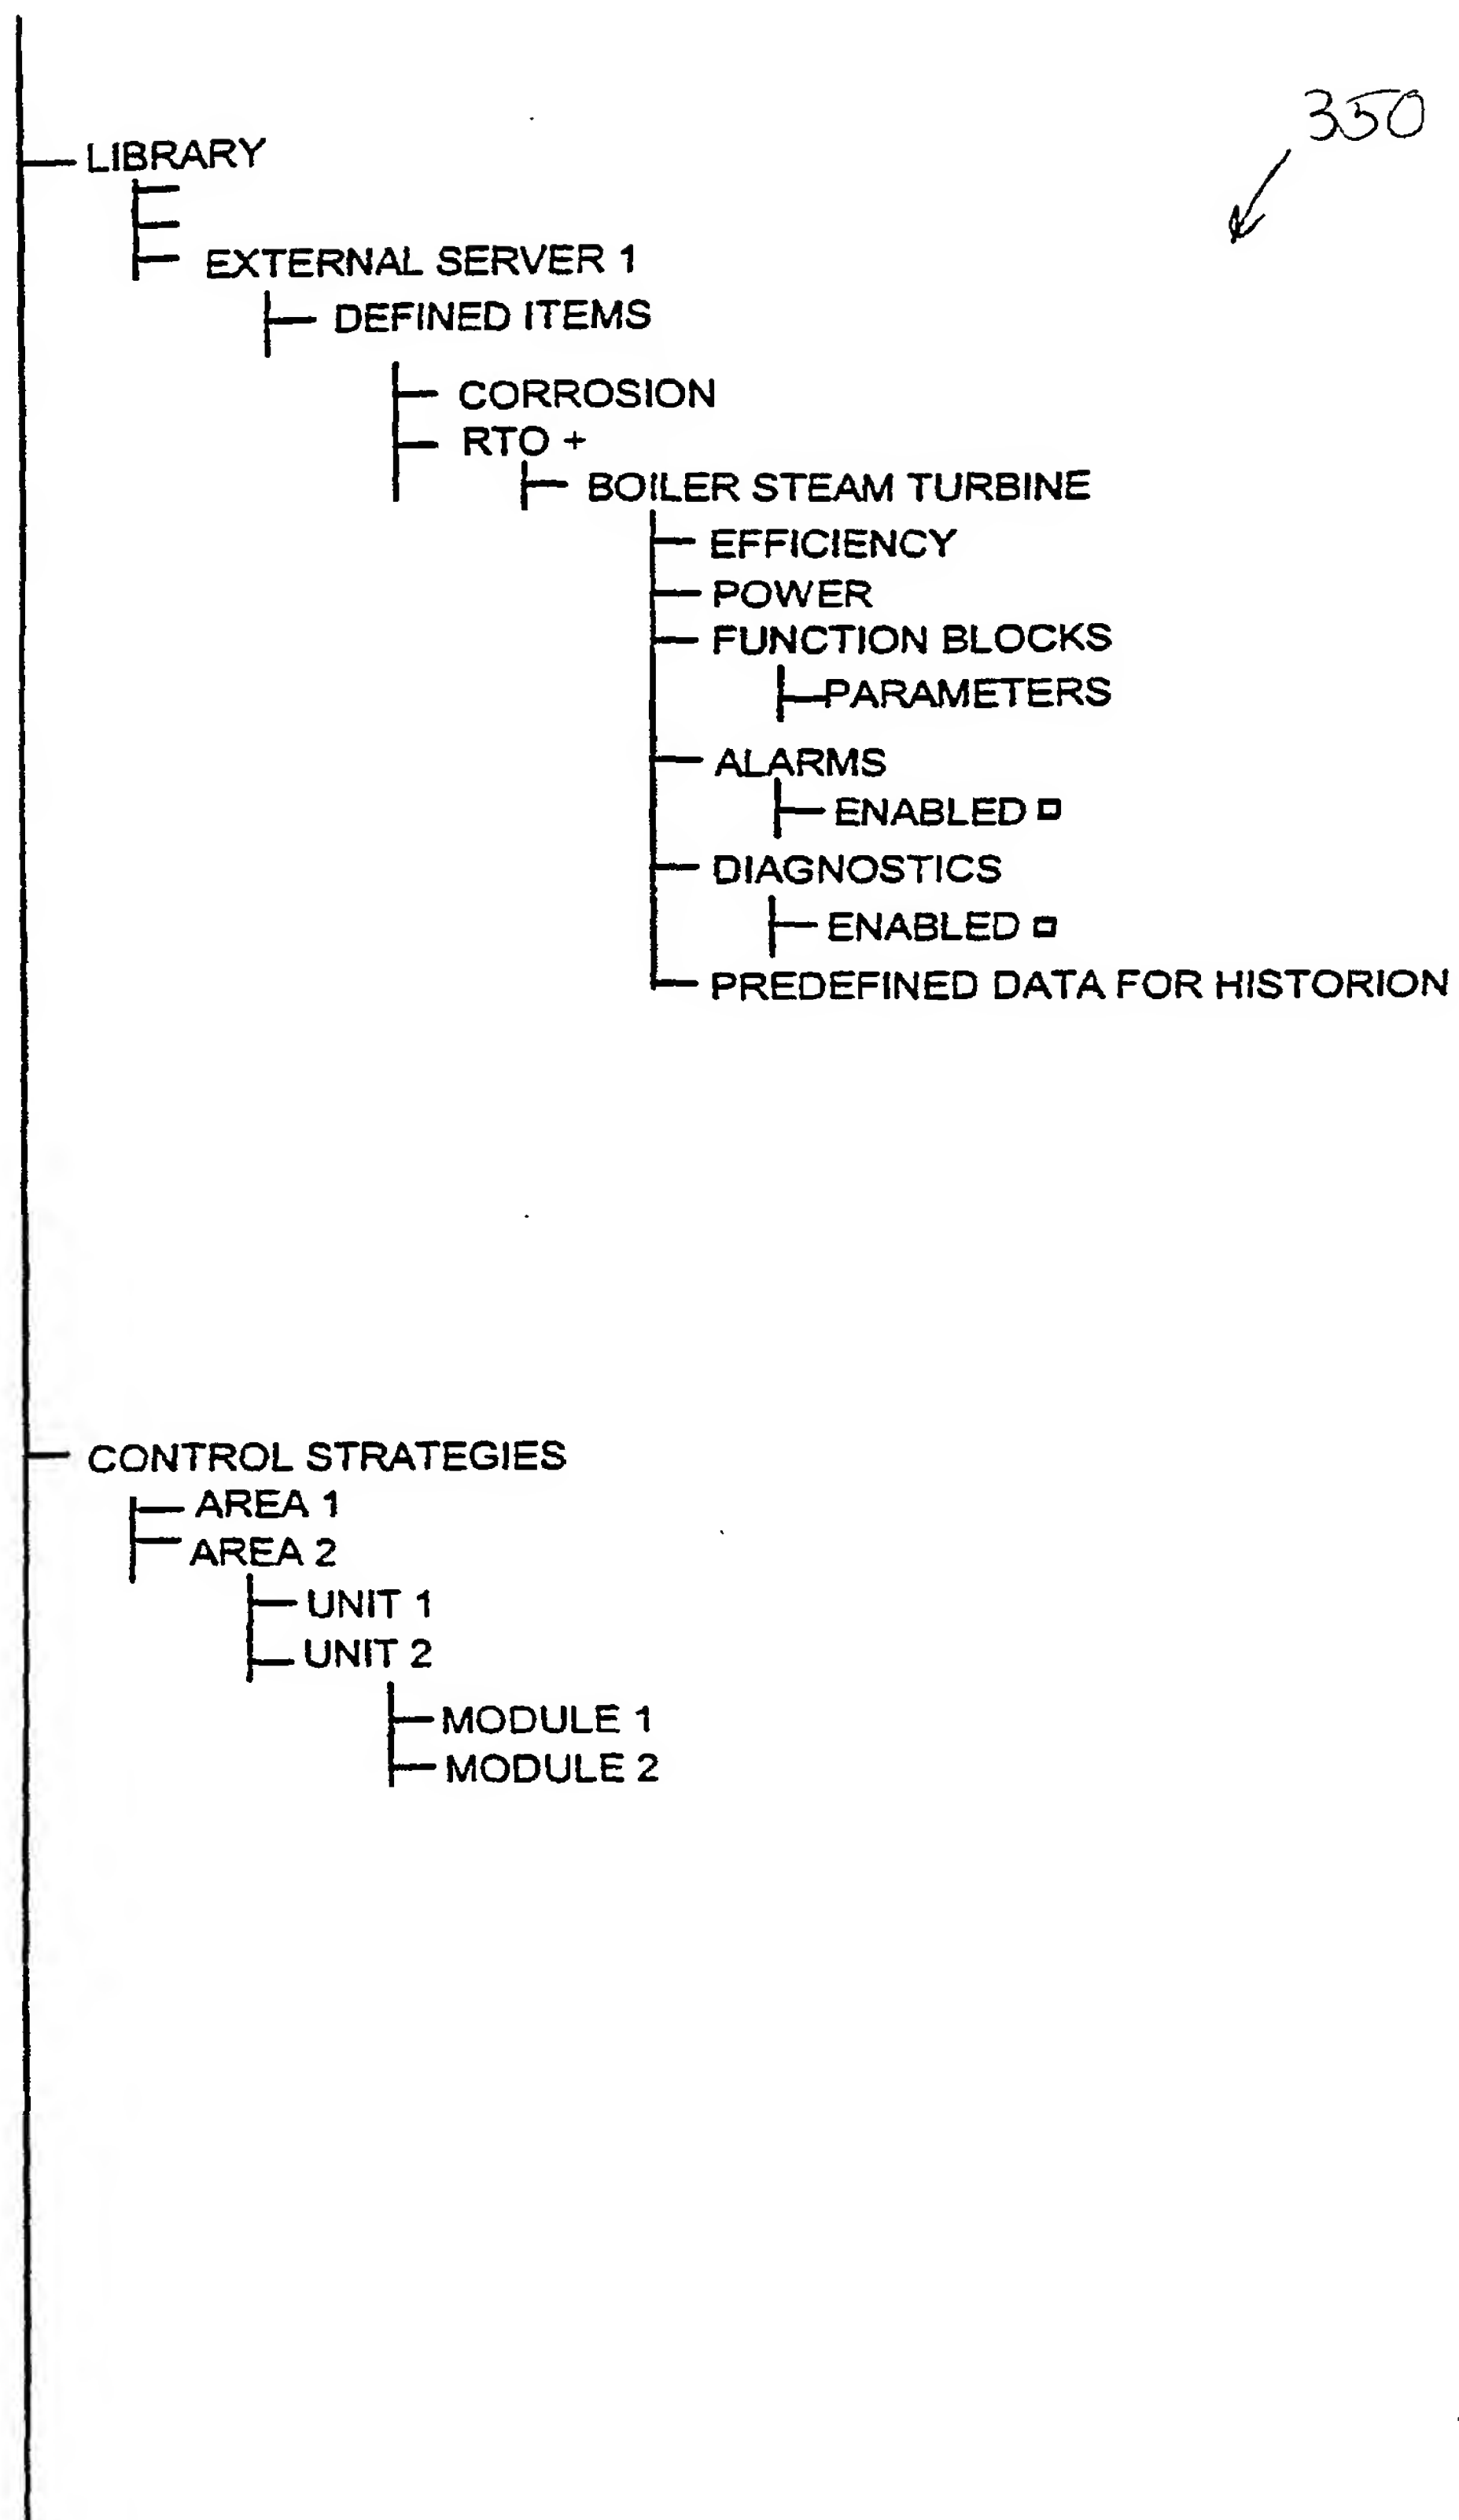 350
LIBRARY
EXTERNAL SERVER 1
DEFINED ITEMS
CORROSION
RTO +
BOILER STEAM TURBINE
EFFICIENCY
POWER
FUNCTION BLOCKS
PARAMETERS
ALARMS
ENABLED
DIAGNOSTICS
ENABLED
PREDEFINED DATA FOR HISTORION
CONTROL STRATEGIES
AREA 1
AREA 2
UNIT 1
UNIT 2
MODULE 1
MODULE 2